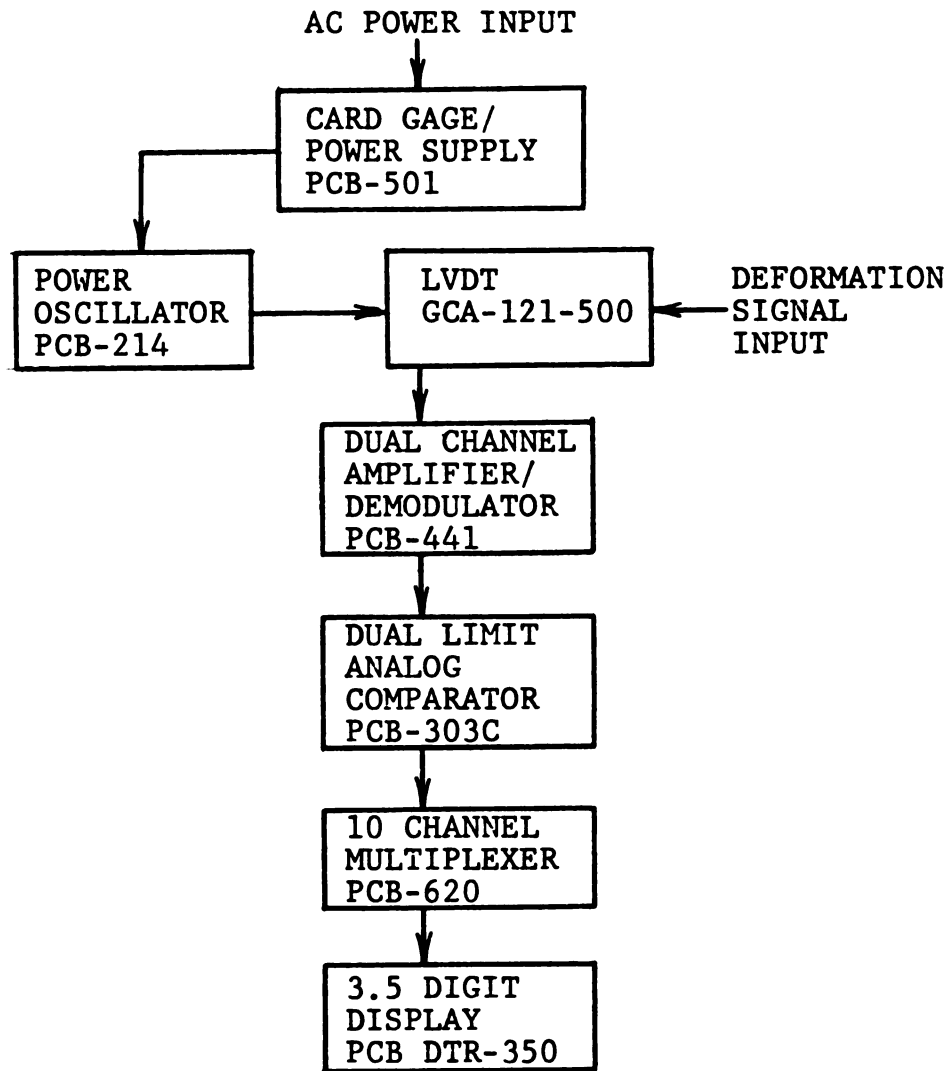 AC POWER INPUT
CARD GAGE/
POWER SUPPLY
PCB-501
POWER
OSCILLATOR
PCB-214
LVDT
GCA-121-500
DEFORMATION
SIGNAL
INPUT
DUAL CHANNEL
AMPLIFIER/
DEMODULATOR
PCB-441
DUAL LIMIT
ANALOG
COMPARATOR
PCB-303C
10 CHANNEL
MULTIPLEXER
PCB-620
3.5 DIGIT
DISPLAY
PCB DTR-350